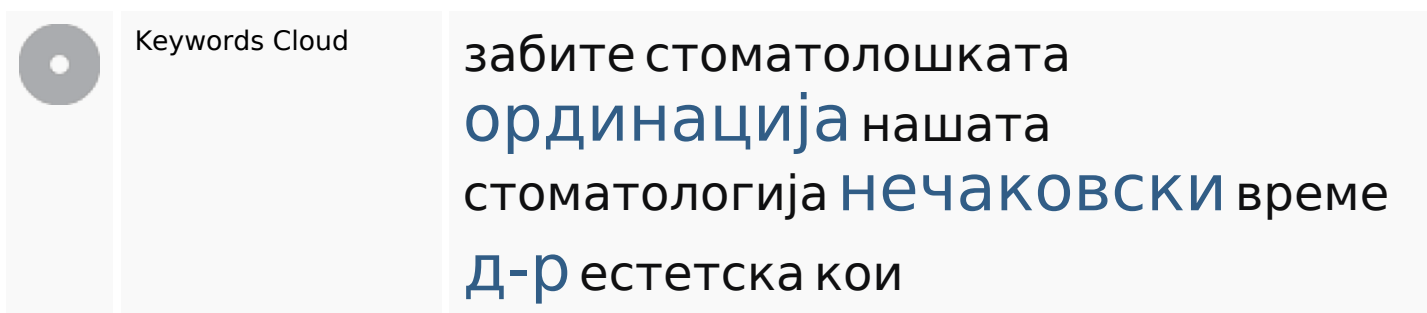 Keywords Cloud
забите стоматолошката
ординација нашата
стоматологија нечаковски време
д-р естетска кои